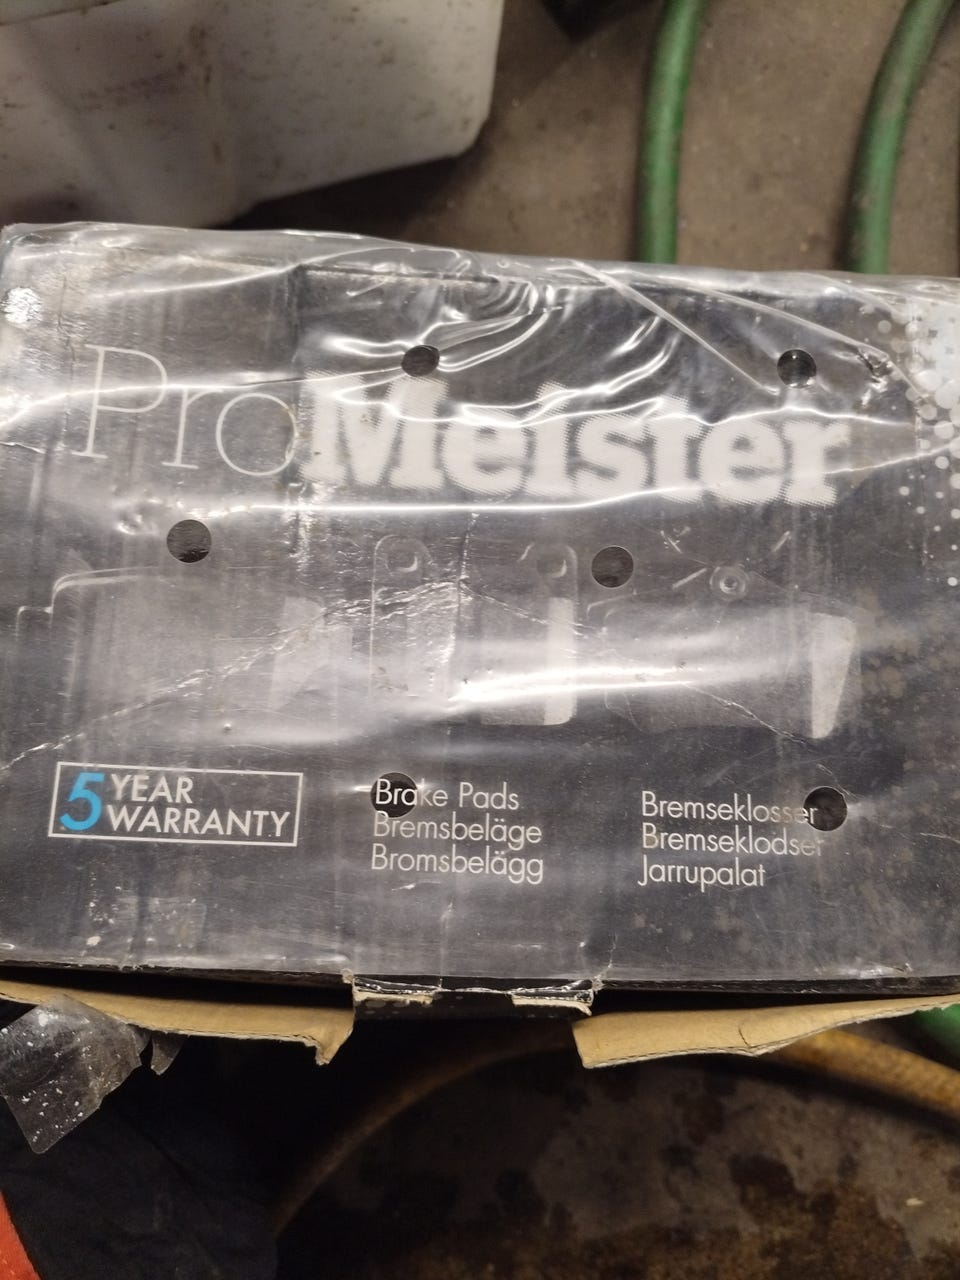 ProMeister
5 YEAR
WARRANTY
Brake Pads
Bremsbeläge
Bromsbelägg
Bremseklosser
Bremseklodser
Jarrupalat